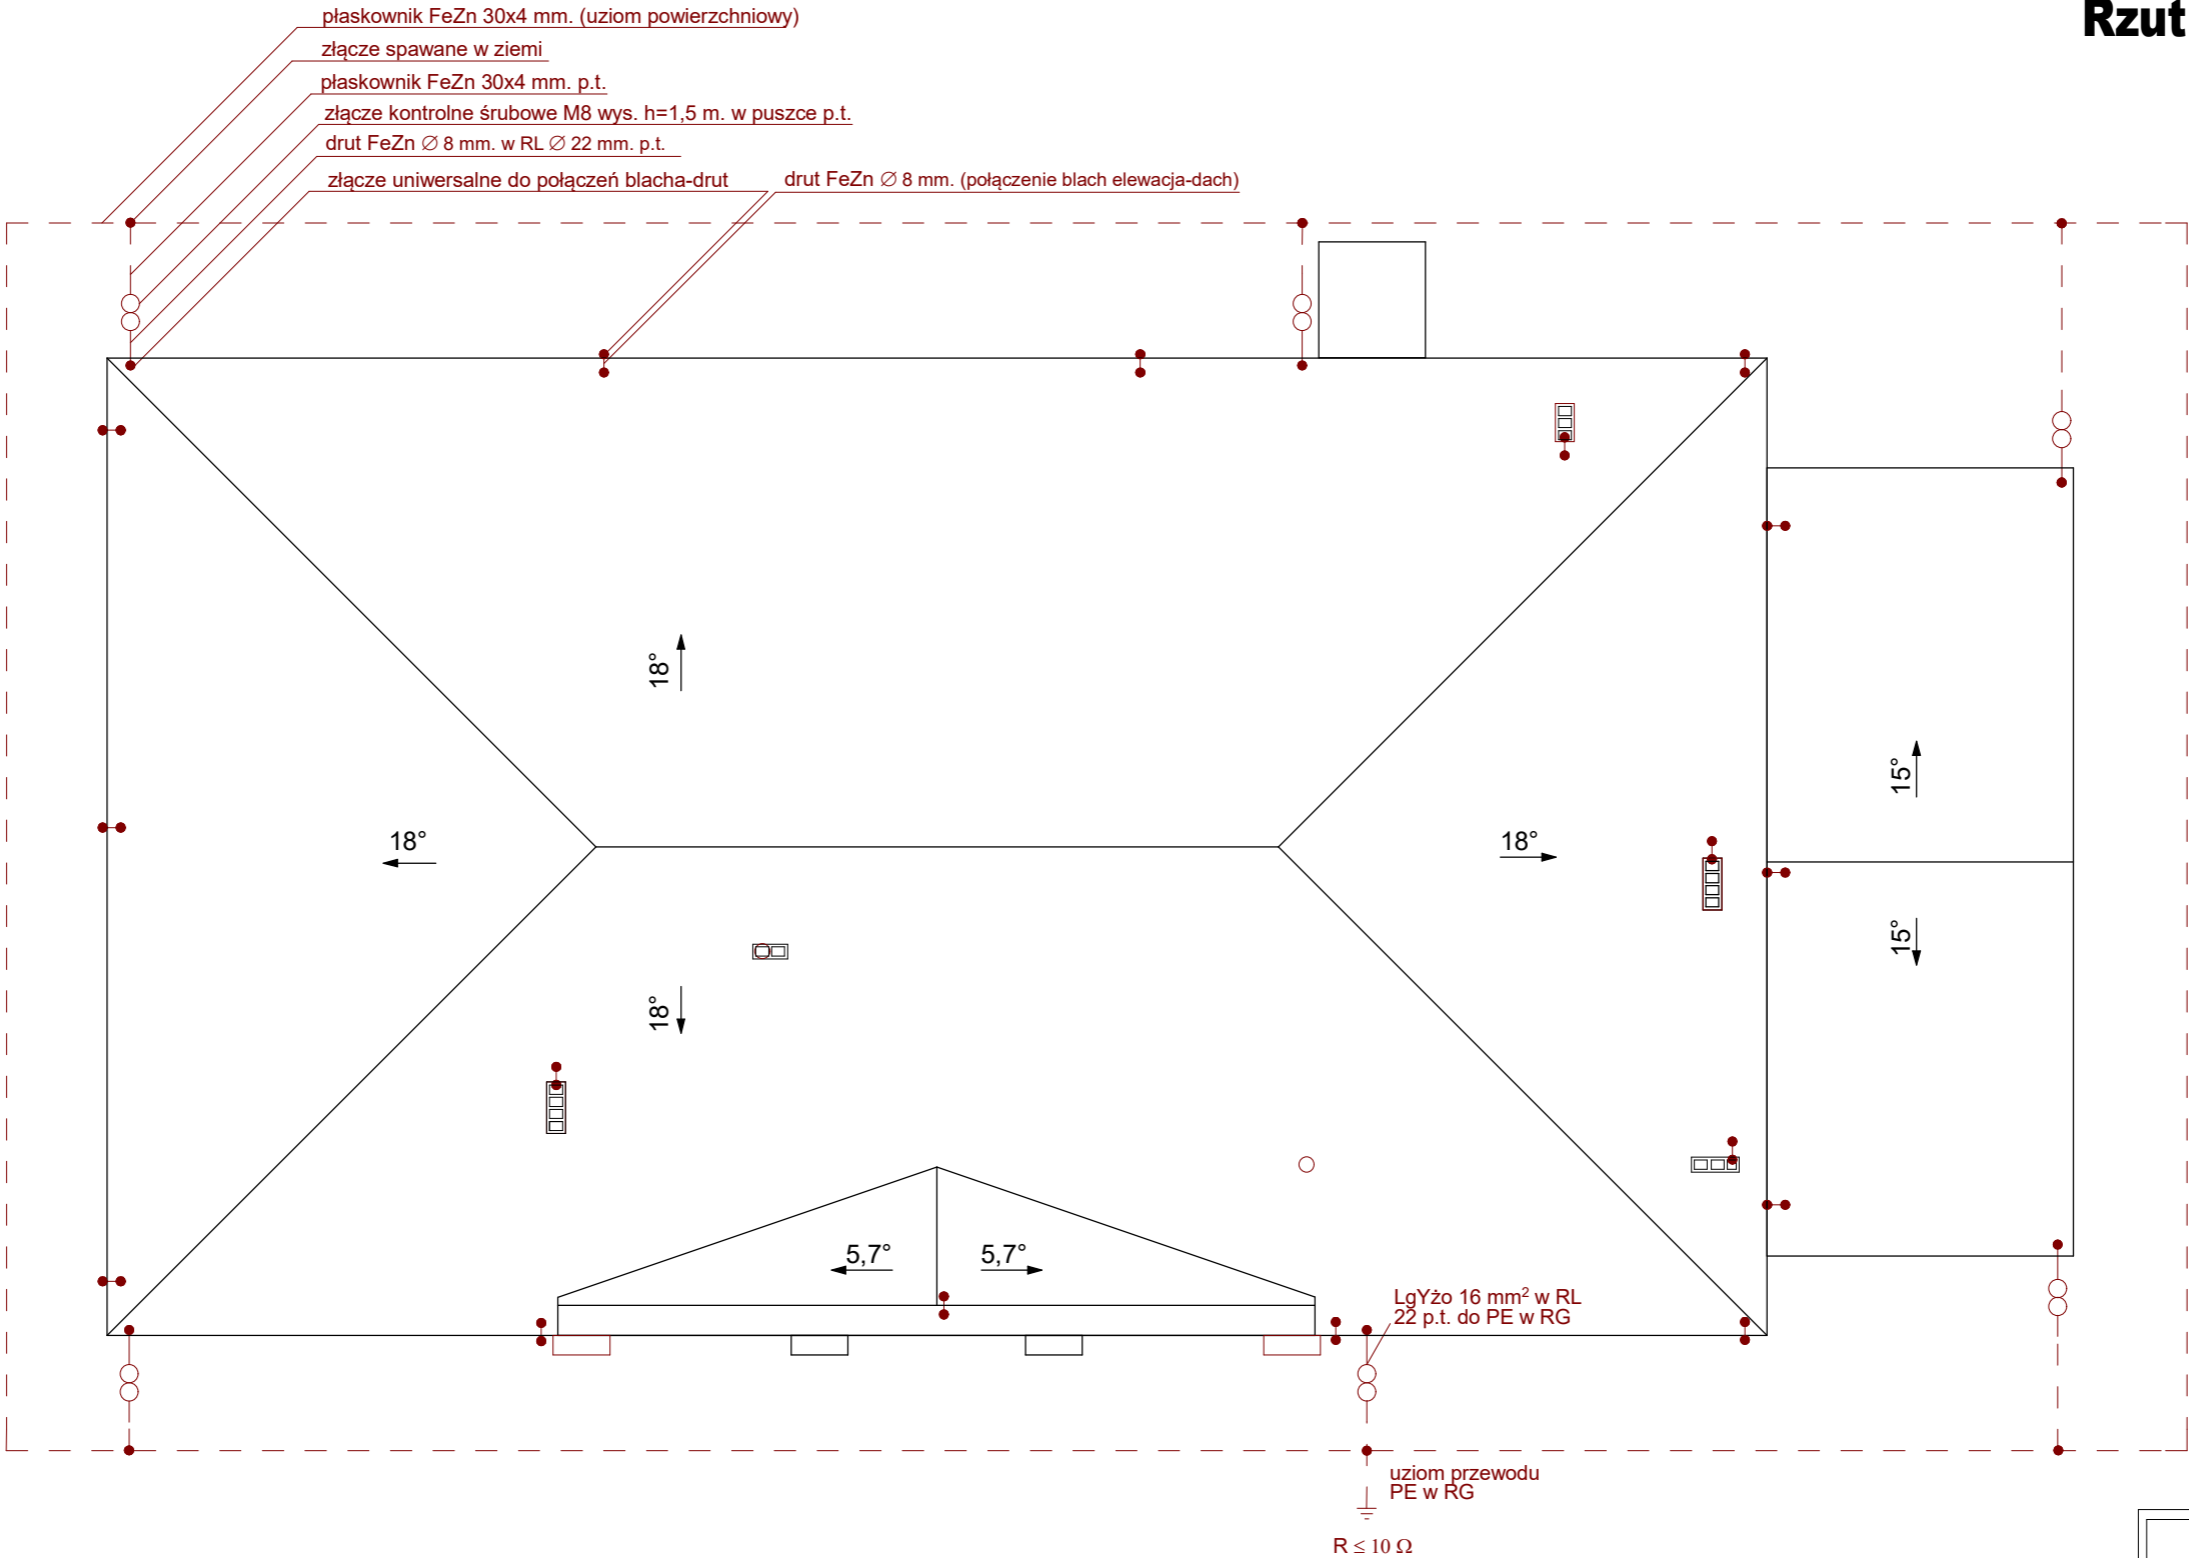 Rzut
płaskownik FeZn 30x4 mm. (uziom powierzchniowy)
złącze spawane w ziemi
płaskownik FeZn 30x4 mm. p.t.
złącze kontrolne śrubowe M8 wys. h=1,5 m. w puszce p.t.
drut FeZn ∅ 8 mm. w RL ∅ 22 mm. p.t.
złącze uniwersalne do połączeń blacha-drut
drut FeZn ∅ 8 mm. (połączenie blach elewacja-dach)
18°
15°
18°
18°
15°
18°
5,7°
5,7°
LgYżo 16 mm² w RL
22 p.t. do PE w RG
uziom przewodu
PE w RG
R ≤ 10 Ω